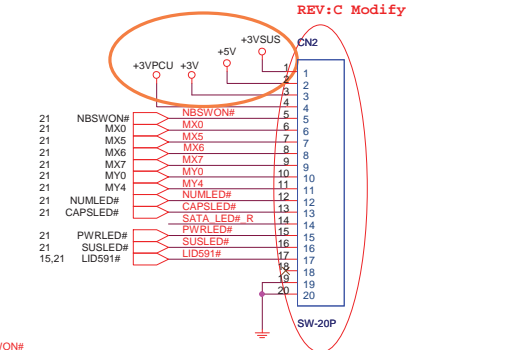 REV:C Modify
CN2
+3VSUS
+5V
+3VPCU +3V
1 1
2 2
3 3
4 4
21 NBSWON# NBSWON# 5 5
21 MX0 MX0 6 6
21 MX5 MX5 7 7
21 MX6 MX6 8 8
21 MX7 MX7 9 9
21 MY0 MY0 10 10
21 MY4 MY4 11 11
21 NUMLED# NUMLED# 12 12
21 CAPSLED# CAPSLED# 13 13
SATA_LED#_R 14 14
21 PWRLED# PWRLED# 15 15
21 SUSLED# SUSLED# 16 16
15,21 LID591# LID591# 17 17
18 18
19 19
20 20
SW-20P
WON#